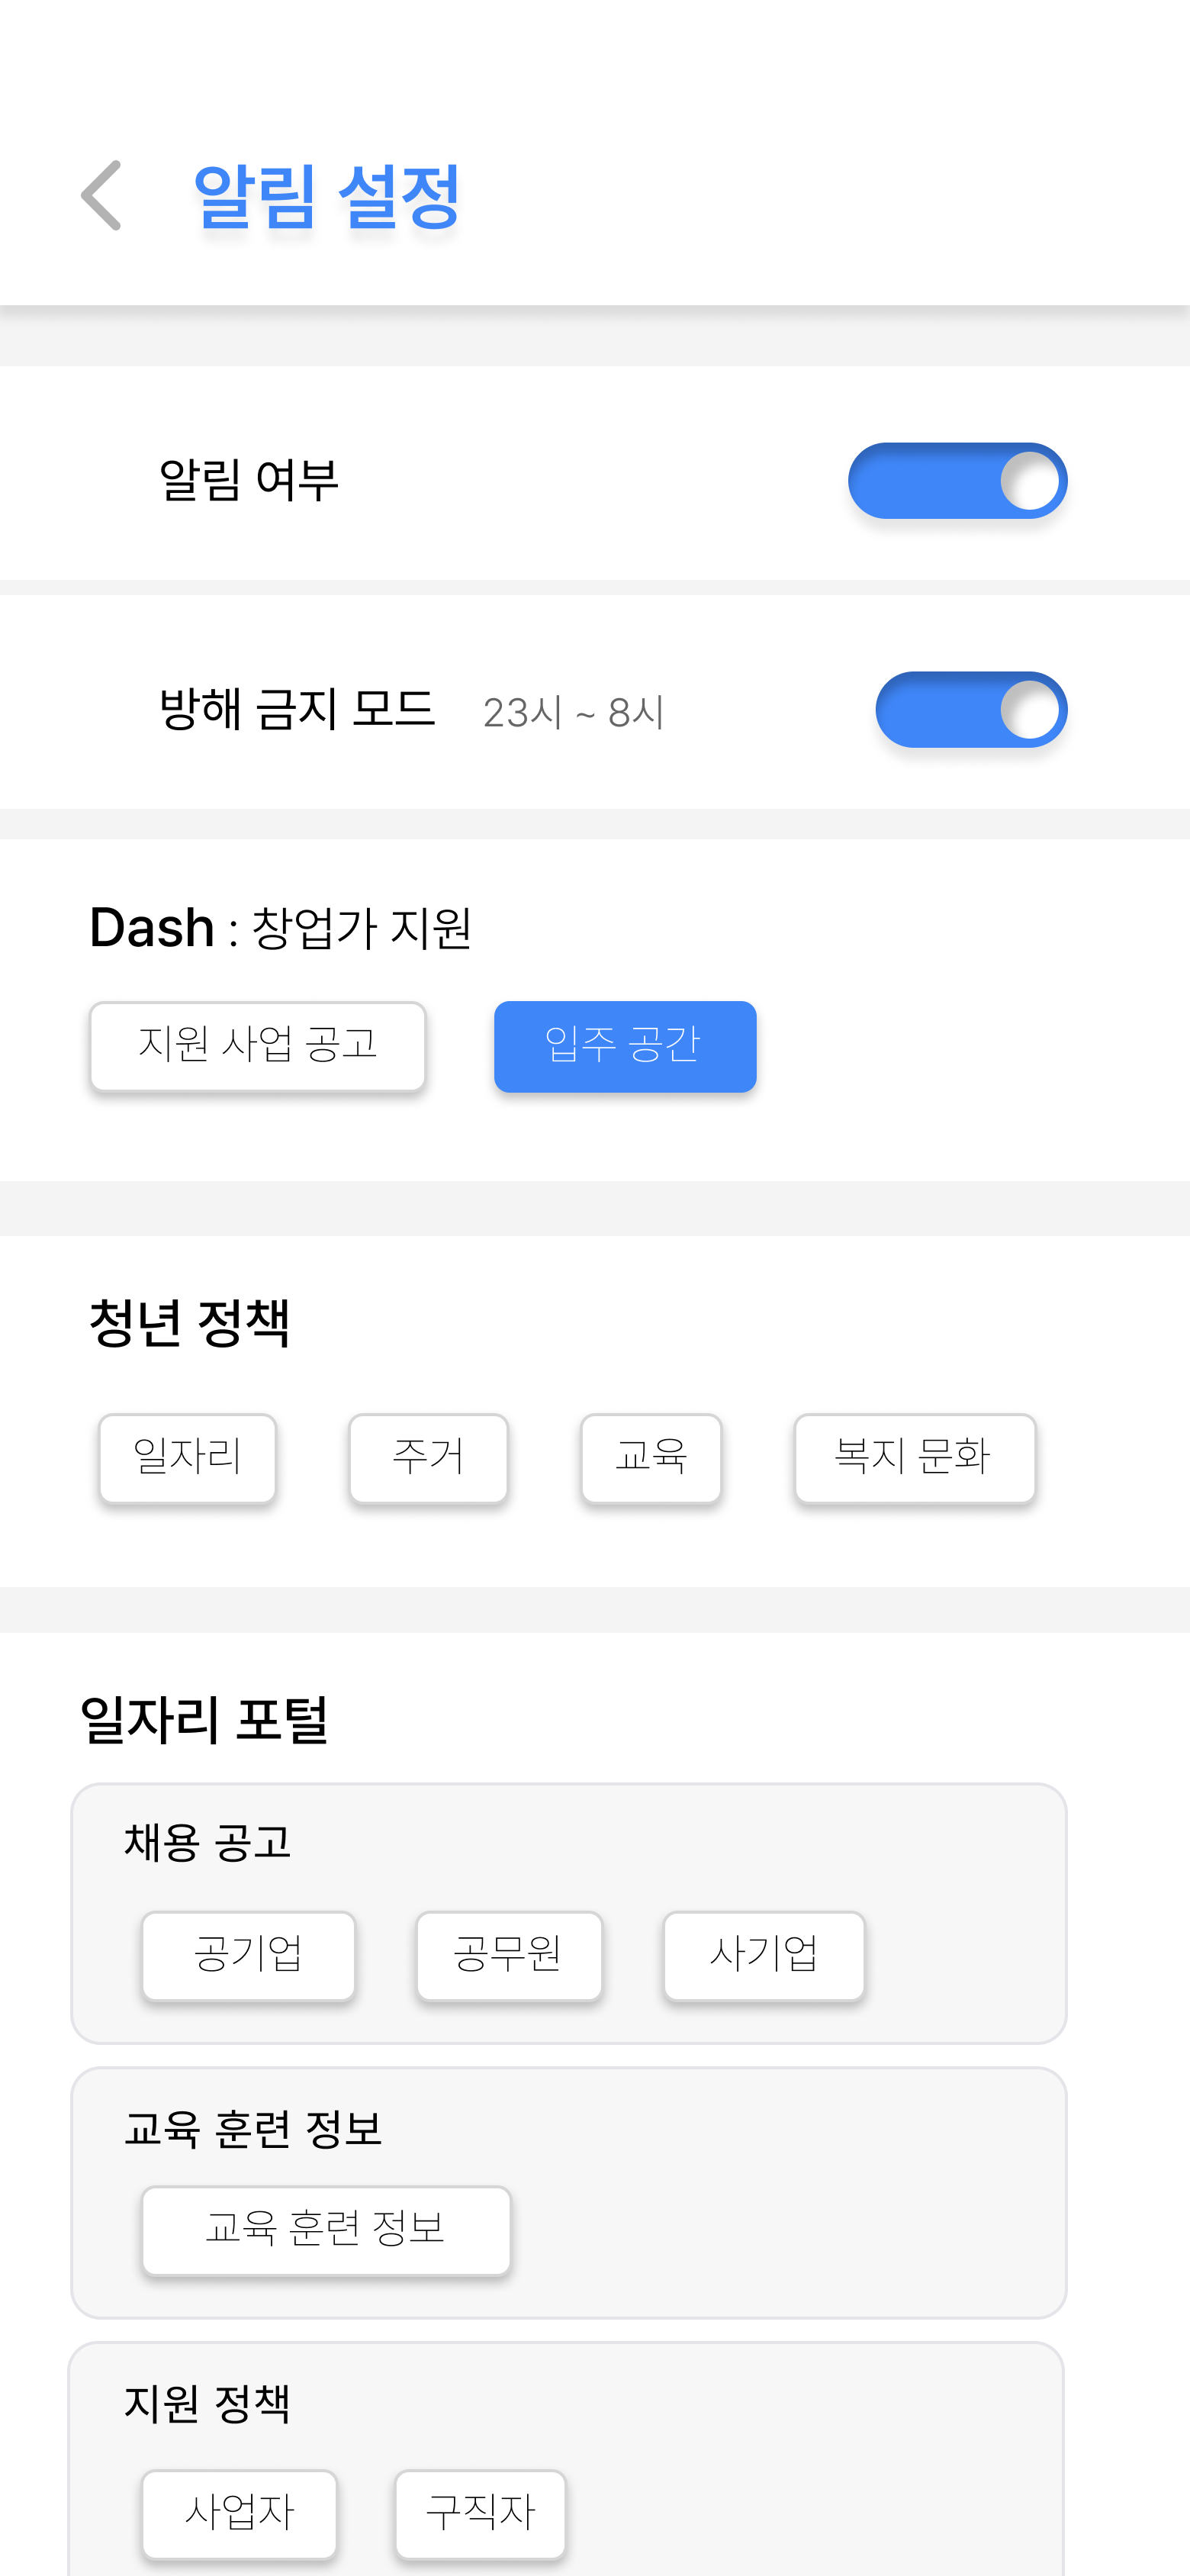 알림 설정
알림 여부
방해 금지 모드 23시 ~ 8시
Dash : 창업가 지원
지원 사업 공고 입주 공간
청년 정책
일자리 주거 교육 복지 문화
일자리 포털
채용 공고
공기업 공무원 사기업
교육 훈련 정보
교육 훈련 정보
지원 정책
사업자 구직자